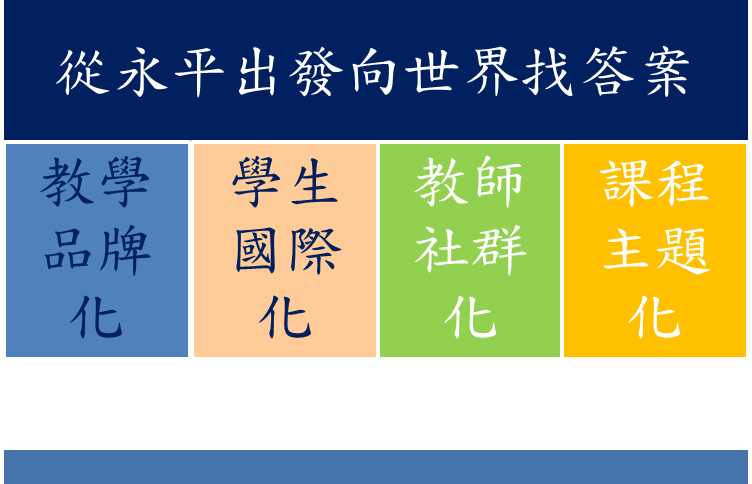 從永平出發向世界找答案
教學
品牌
化
學生
國際
化
教師
社群
化
課程
主題
化